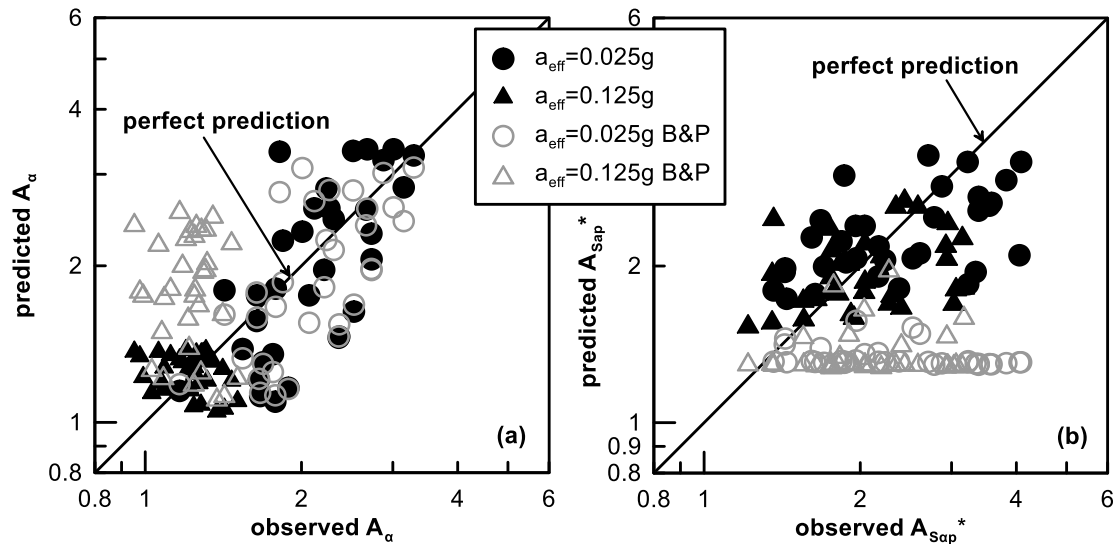 6
4
2
1
0.8
predicted Aα
perfect prediction
(a)
0.8
1
2
4
6
observed Aα
aeff=0.025g
aeff=0.125g
aeff=0.025g B&P
aeff=0.125g B&P
6
2
1
0.9
0.8
predicted ASαp*
perfect prediction
(b)
0.8
1
2
4
6
observed ASαp*